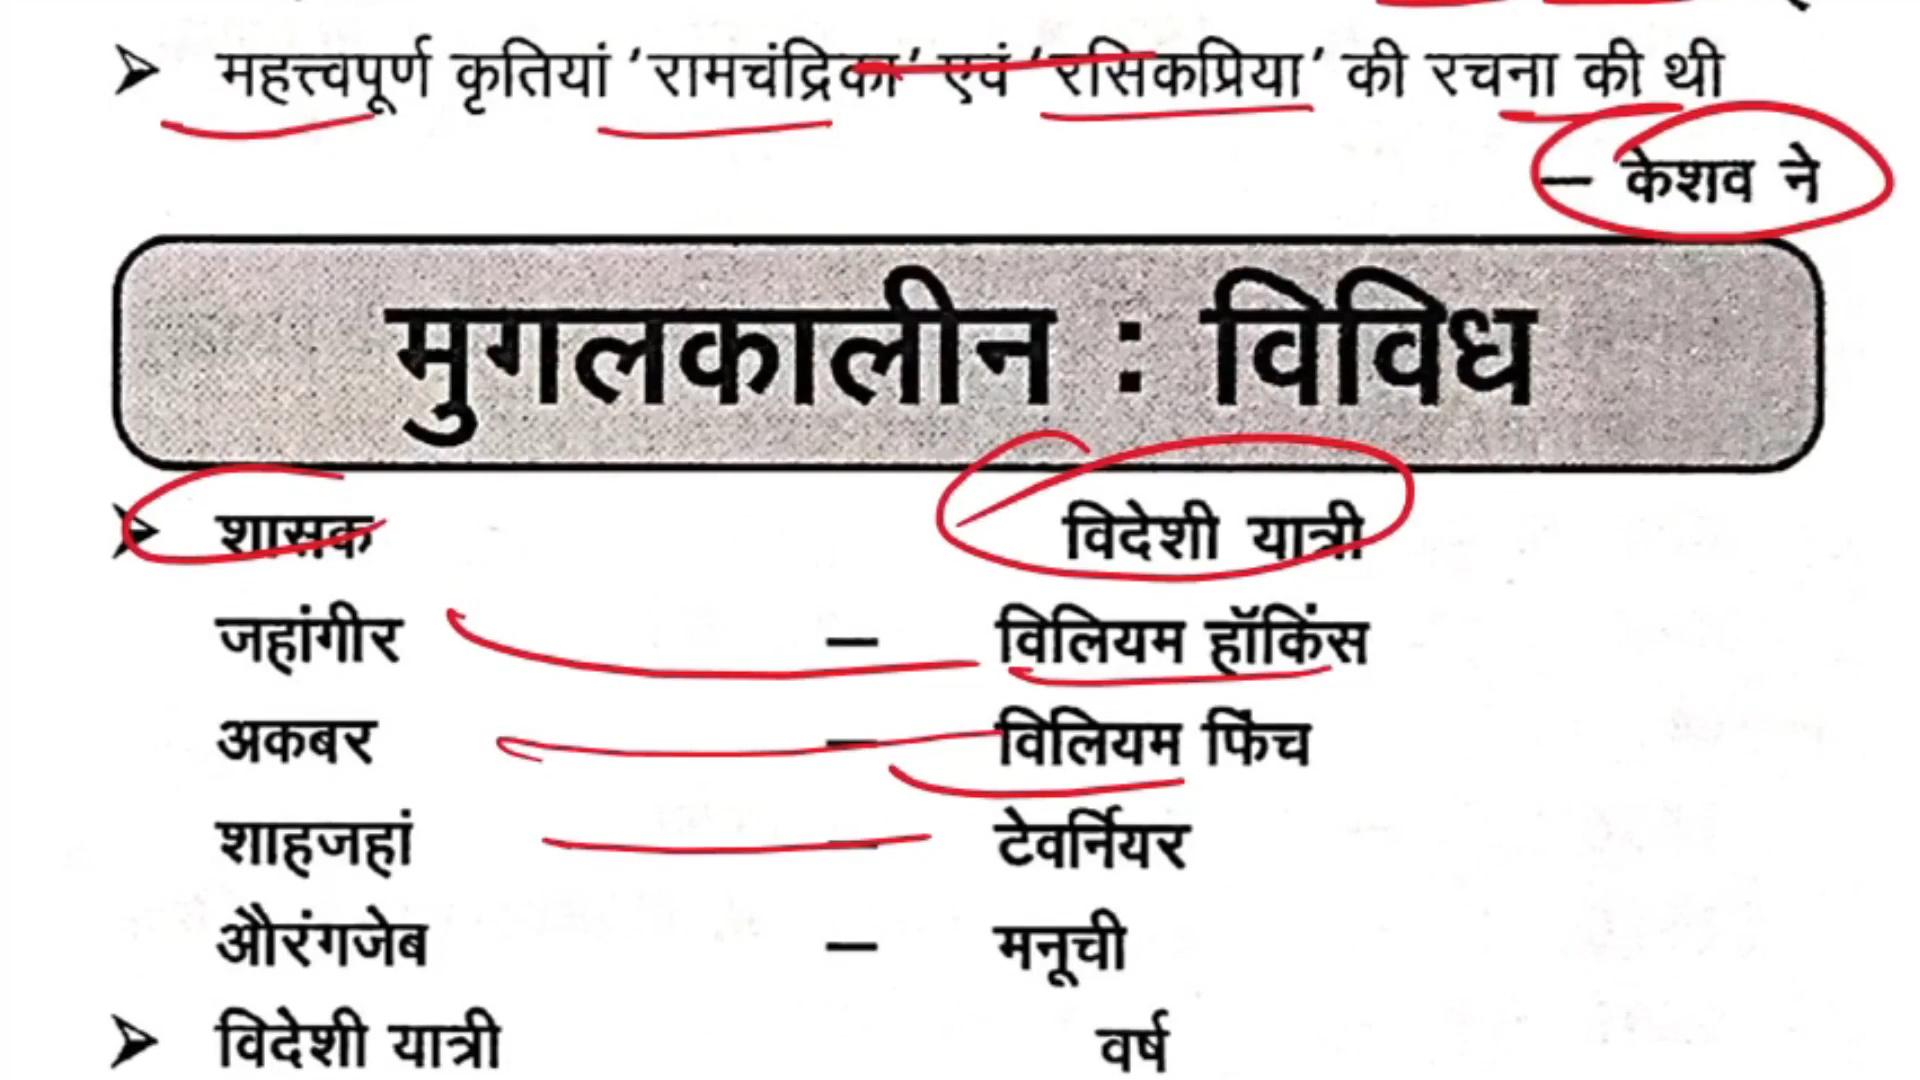 ➢ महत्त्वपूर्ण कृतियां ‘रामचंद्रिका’ एवं ‘रसिकप्रिया’ की रचना की थी
– केशव ने
मुगलकालीन : विविध
➢ शासक विदेशी यात्री
जहांगीर – विलियम हॉकिंस
अकबर – विलियम फिंच
शाहजहां – टेवर्नियर
औरंगजेब – मनूची
➢ विदेशी यात्री वर्ष